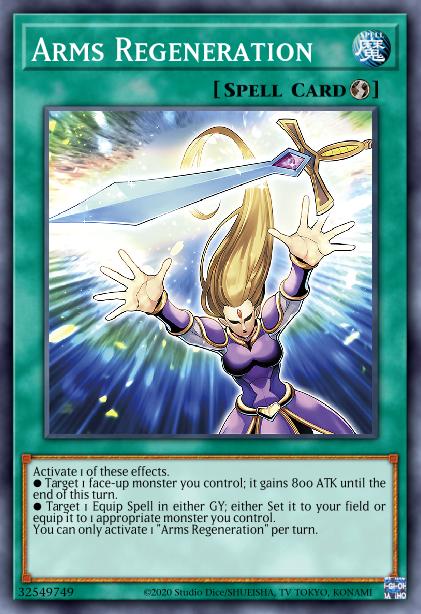 ARMS REGENERATION
SPELL
魔
[SPELL CARD]
Activate 1 of these effects.
● Target 1 face-up monster you control; it gains 800 ATK until the
end of this turn.
● Target 1 Equip Spell in either GY; either Set it to your field or
equip it to 1 appropriate monster you control.
You can only activate 1 "Arms Regeneration" per turn.
32549749 ©2020 Studio Dice/SHUEISHA, TV TOKYO, KONAMI